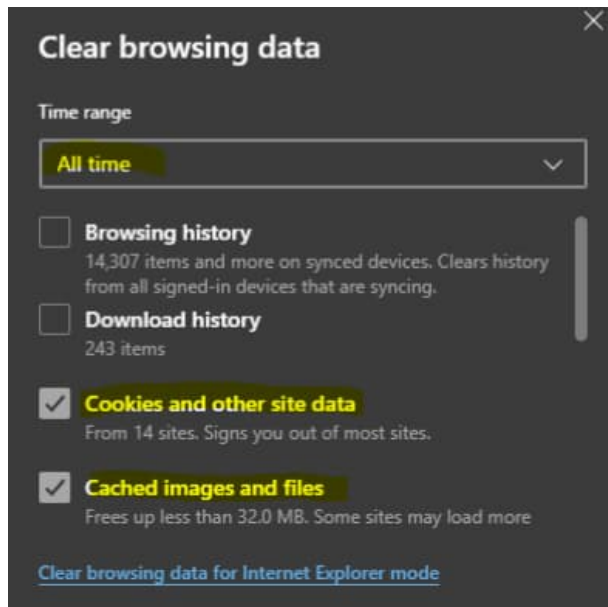 Clear browsing data
Time range
All time
Browsing history
14,307 items and more on synced devices. Clears history
from all signed-in devices that are syncing.
Download history
243 items
Cookies and other site data
From 14 sites. Signs you out of most sites.
Cached images and files
Frees up less than 32.0 MB. Some sites may load more
Clear browsing data for Internet Explorer mode